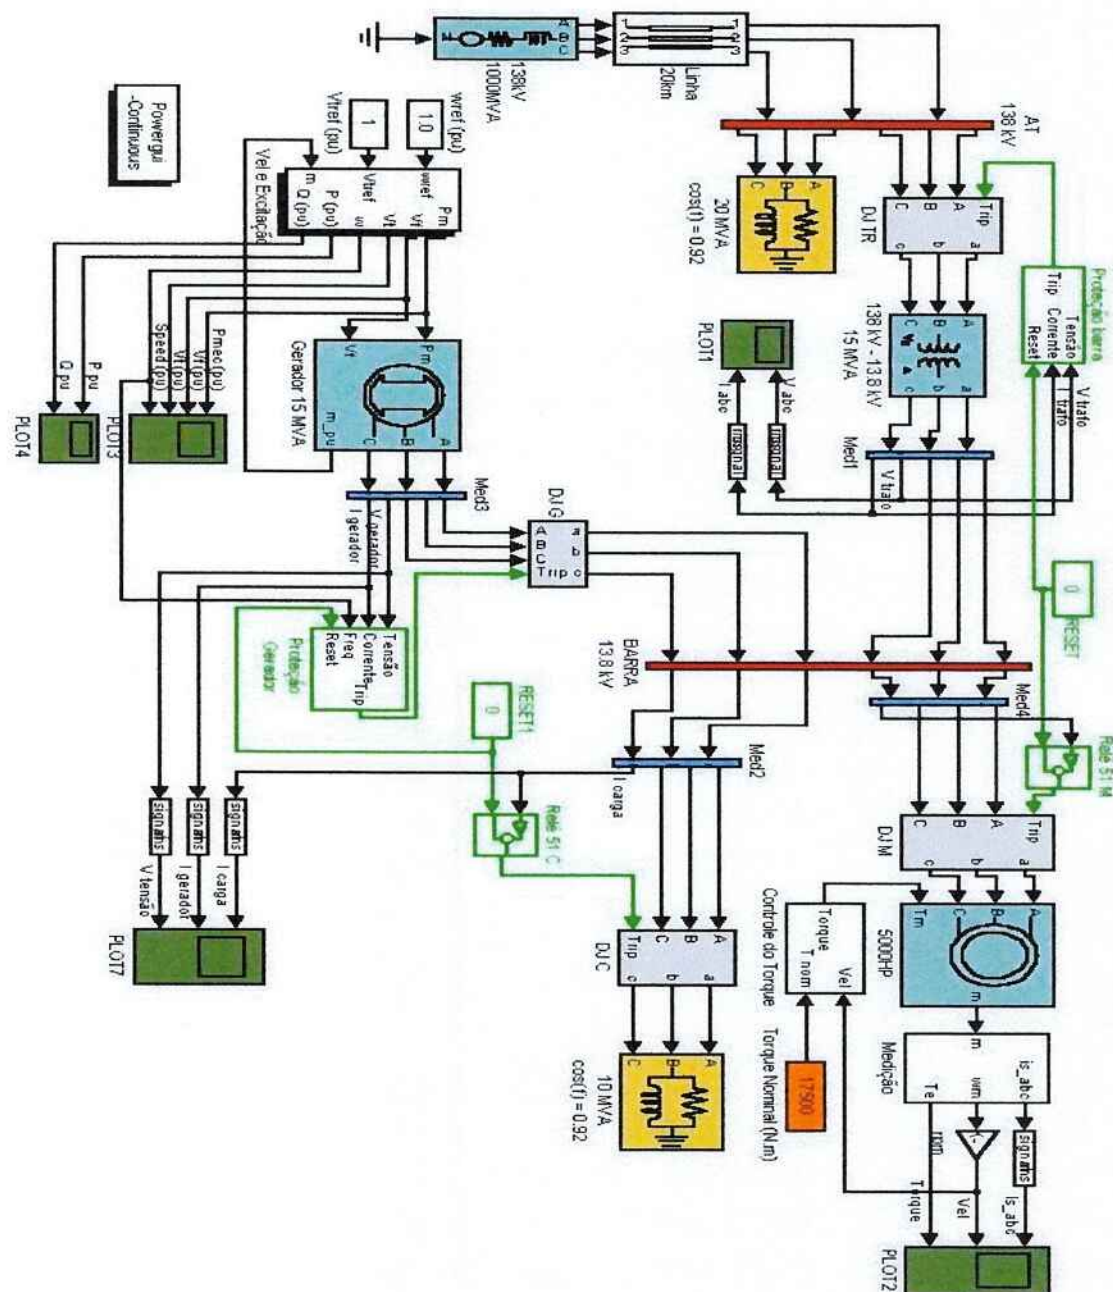 138kV
1000MVA
N
A
B
C
Linha
20km
AT
138 kV
A
B
C
20 MVA
cos(f) = 0.92
Trip
A
B
C
a
b
c
DJ TR
A
B
C
a
b
c
138 kV - 13.8 kV
15 MVA
Proteção barra
Tensão
Corrente
Trip
Reset
V trafo
I trafo
Med1
V trafo
V abc
I abc
PLOT1
0
RESET
Powergui
-Continuous
1.0
wref (pu)
1
Vtref (pu)
wref
Vtref
m
Pm
Vf
Vt
w
P (pu)
Q (pu)
Vel e Excitação
Pmec(pu)
Vf(pu)
Vt(pu)
Speed(pu)
PLOT3
P pu
Q pu
PLOT4
Pm
Vf
A
B
C
m_pu
Gerador 15 MVA
Med3
V gerador
I gerador
DJ G
A
B
C
Trip
a
b
c
Tensão
Corrente
Freq
Reset
Trip
Proteção
Gerador
0
RESET1
BARRA
13.8 kV
Med4
Med2
I carga
Relé 51 M
Relé 51 C
Trip
A
B
C
a
b
c
DJ M
A
B
C
Tm
m
5000HP
m
is_abc
wm
Te
Medição
rpm
Is_abc
Vel
Torque
PLOT2
Torque
Vel
T nom
Controle do Torque
17500
Torque Nominal (N.m)
A
B
C
Trip
a
b
c
DJ C
A
B
C
10 MVA
cos(f) = 0.92
I carga
I gerador
V tensão
PLOT7